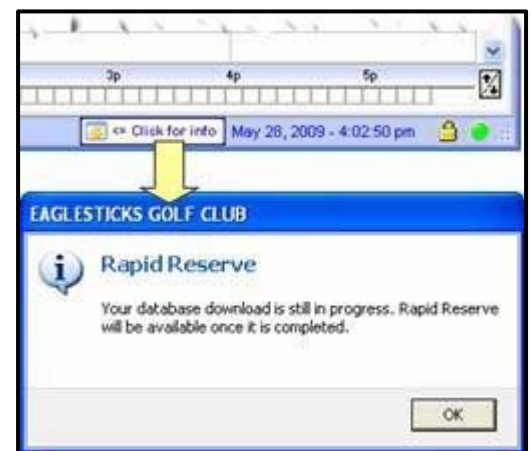 3p 4p 5p
<= Click for info May 28, 2009 - 4:02:50 pm
EAGLESTICKS GOLF CLUB
i
Rapid Reserve
Your database download is still in progress. Rapid Reserve
will be available once it is completed.
OK